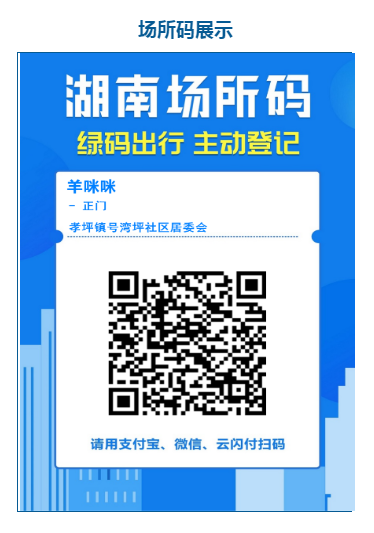 场所码展示
湖南场所码
绿码出行 主动登记
羊咪咪
- 正门
孝坪镇号湾坪社区居委会
请用支付宝、微信、云闪付扫码